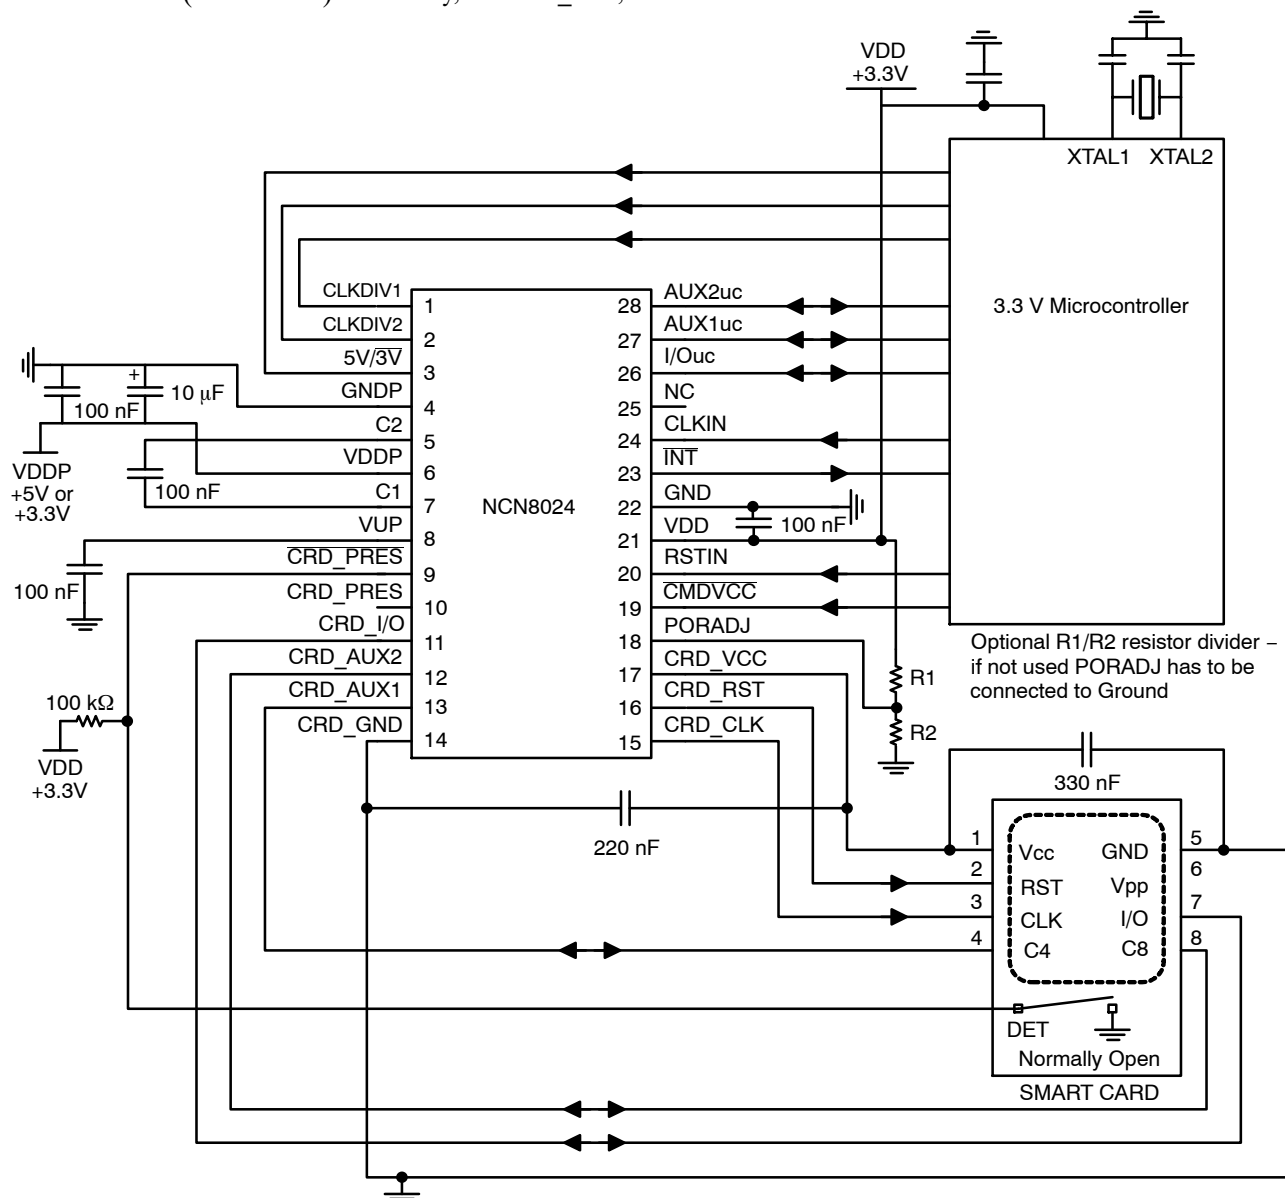 VDD
+3.3V
XTAL1 XTAL2
3.3 V Microcontroller
CLKDIV1
1
CLKDIV2
2
5V/3V
3
GNDP
4
C2
5
VDDP
6
C1
7
VUP
8
CRD_PRES
9
CRD_PRES
10
CRD_I/O
11
CRD_AUX2
12
CRD_AUX1
13
CRD_GND
14
NCN8024
28
AUX2uc
27
AUX1uc
26
I/Ouc
25
NC
24
CLKIN
23
INT
22
GND
21
VDD
20
RSTIN
19
CMDVCC
18
PORADJ
17
CRD_VCC
16
CRD_RST
15
CRD_CLK
+
10 μF
100 nF
VDDP
+5V or
+3.3V
100 nF
100 nF
100 nF
100 kΩ
VDD
+3.3V
R1
R2
Optional R1/R2 resistor divider –
if not used PORADJ has to be
connected to Ground
220 nF
330 nF
1 Vcc GND 5
2 RST Vpp 6
3 CLK I/O 7
4 C4 C8 8
DET
Normally Open
SMART CARD